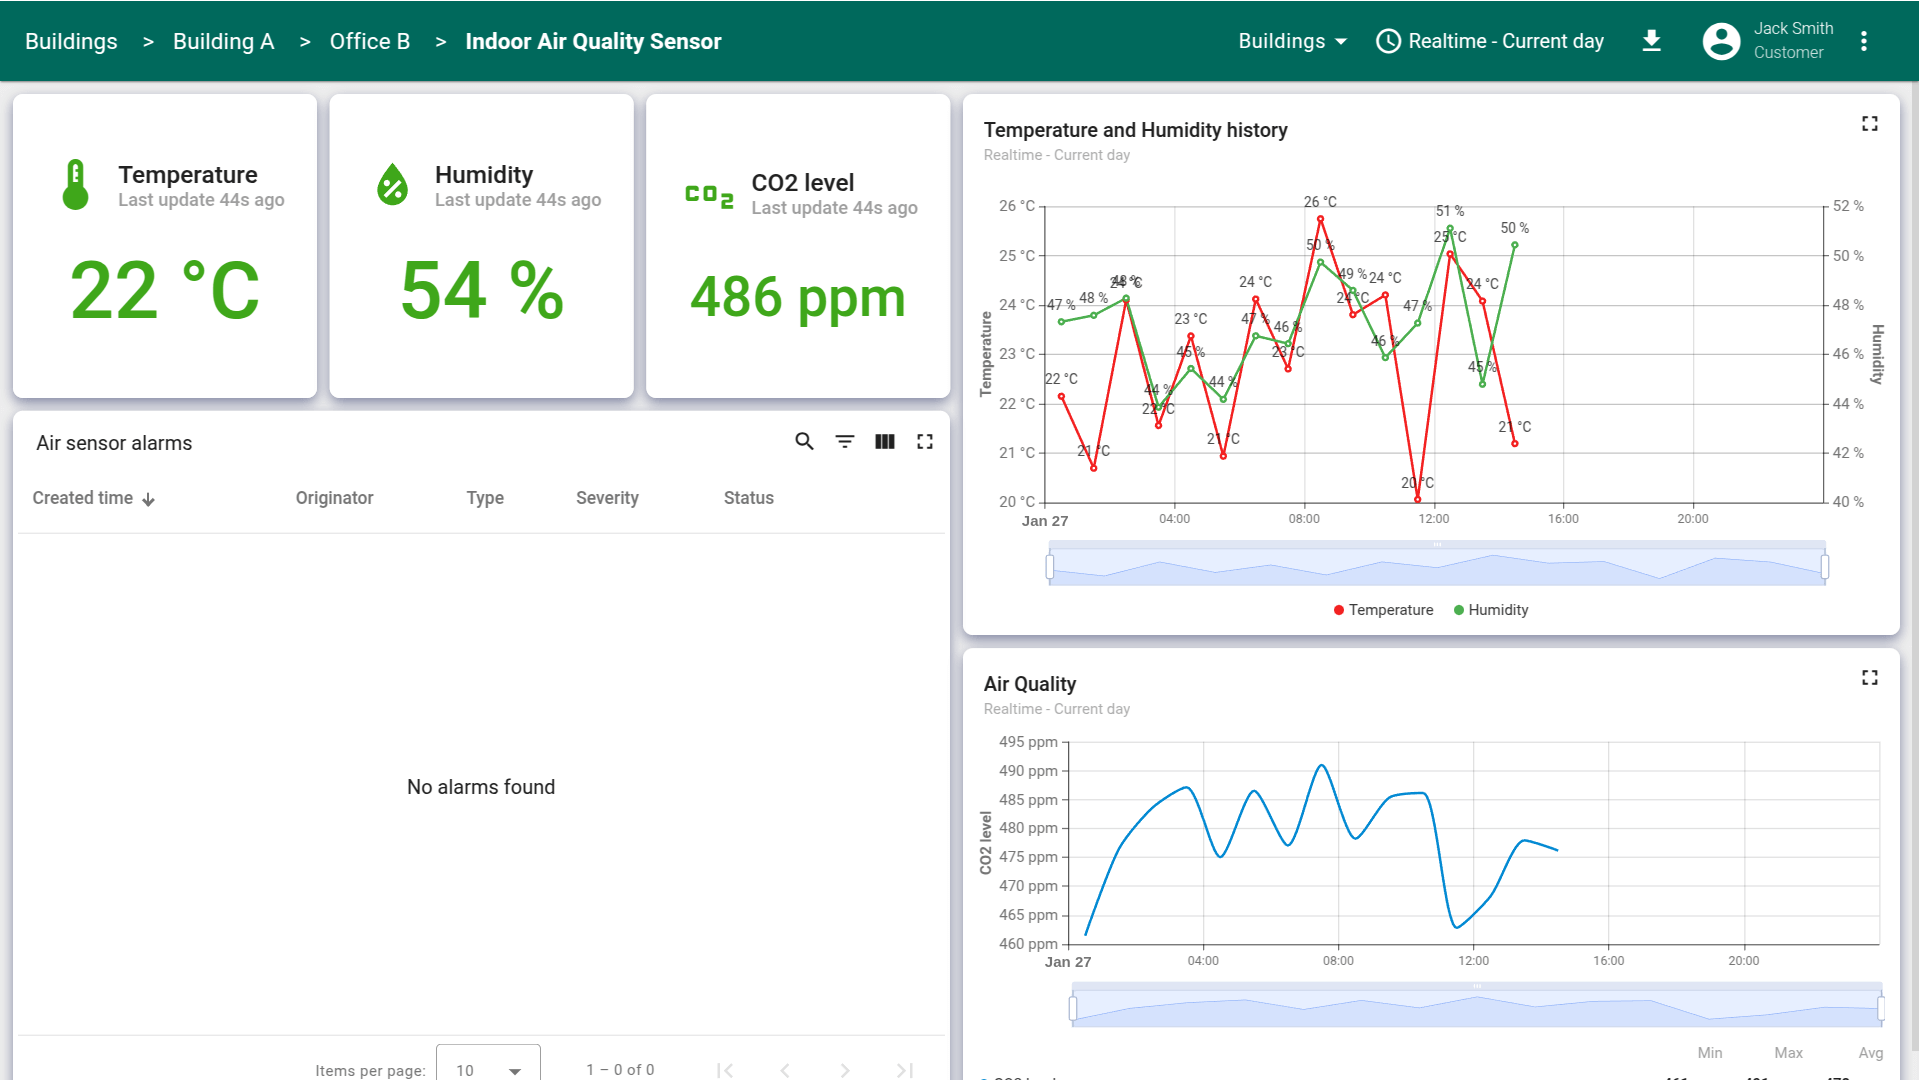 Buildings > Building A > Office B > Indoor Air Quality Sensor
Buildings
Realtime - Current day
Jack Smith
Customer
Temperature
Last update 44s ago
22 °C
Humidity
Last update 44s ago
54 %
CO2
CO2 level
Last update 44s ago
486 ppm
Air sensor alarms
Created time Originator Type Severity Status
No alarms found
Items per page: 10 1 – 0 of 0
Temperature and Humidity history
Realtime - Current day
Temperature
26 °C
25 °C
24 °C
23 °C
22 °C
21 °C
20 °C
52 %
50 %
48 %
46 %
44 %
42 %
40 %
Humidity
22 °C
21 °C
24 °C
22 °C
23 °C
21 °C
24 °C
23 °C
26 °C
24 °C
24 °C
20 °C
25 °C
24 °C
21 °C
47 %
48 %
48 %
44 %
45 %
44 %
47 %
46 %
50 %
49 %
46 %
47 %
51 %
45 %
50 %
Jan 27 04:00 08:00 12:00 16:00 20:00
Temperature Humidity
Air Quality
Realtime - Current day
CO2 level
495 ppm
490 ppm
485 ppm
480 ppm
475 ppm
470 ppm
465 ppm
460 ppm
Jan 27 04:00 08:00 12:00 16:00 20:00
Min Max Avg